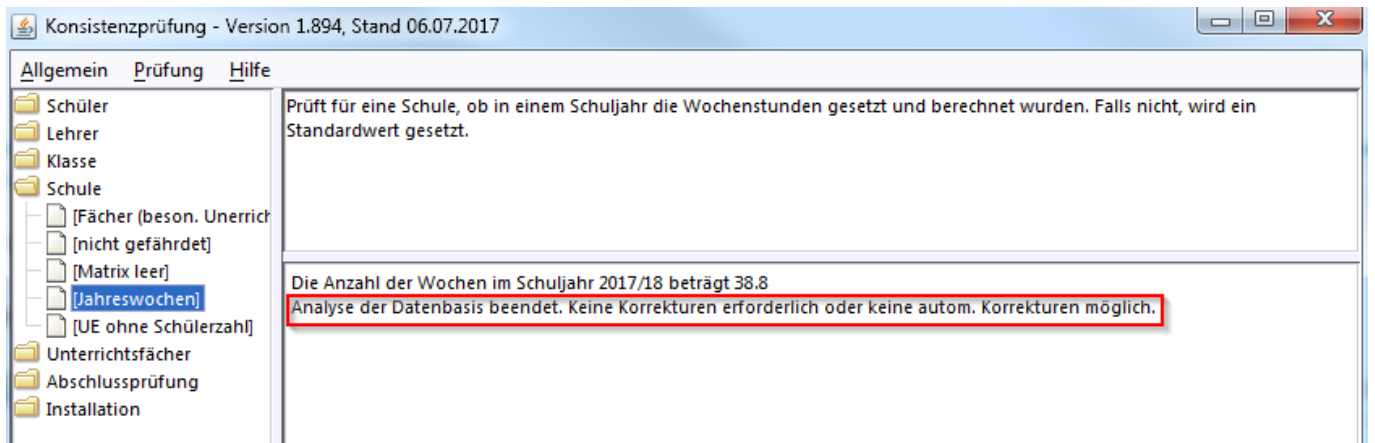 Konsistenzprüfung - Version 1.894, Stand 06.07.2017
Allgemein Prüfung Hilfe
Schüler
Lehrer
Klasse
Schule
[Fächer (beson. Unerrich
[nicht gefährdet]
[Matrix leer]
[Jahreswochen]
[UE ohne Schülerzahl]
Unterrichtsfächer
Abschlussprüfung
Installation
Prüft für eine Schule, ob in einem Schuljahr die Wochenstunden gesetzt und berechnet wurden. Falls nicht, wird ein
Standardwert gesetzt.
Die Anzahl der Wochen im Schuljahr 2017/18 beträgt 38.8
Analyse der Datenbasis beendet. Keine Korrekturen erforderlich oder keine autom. Korrekturen möglich.